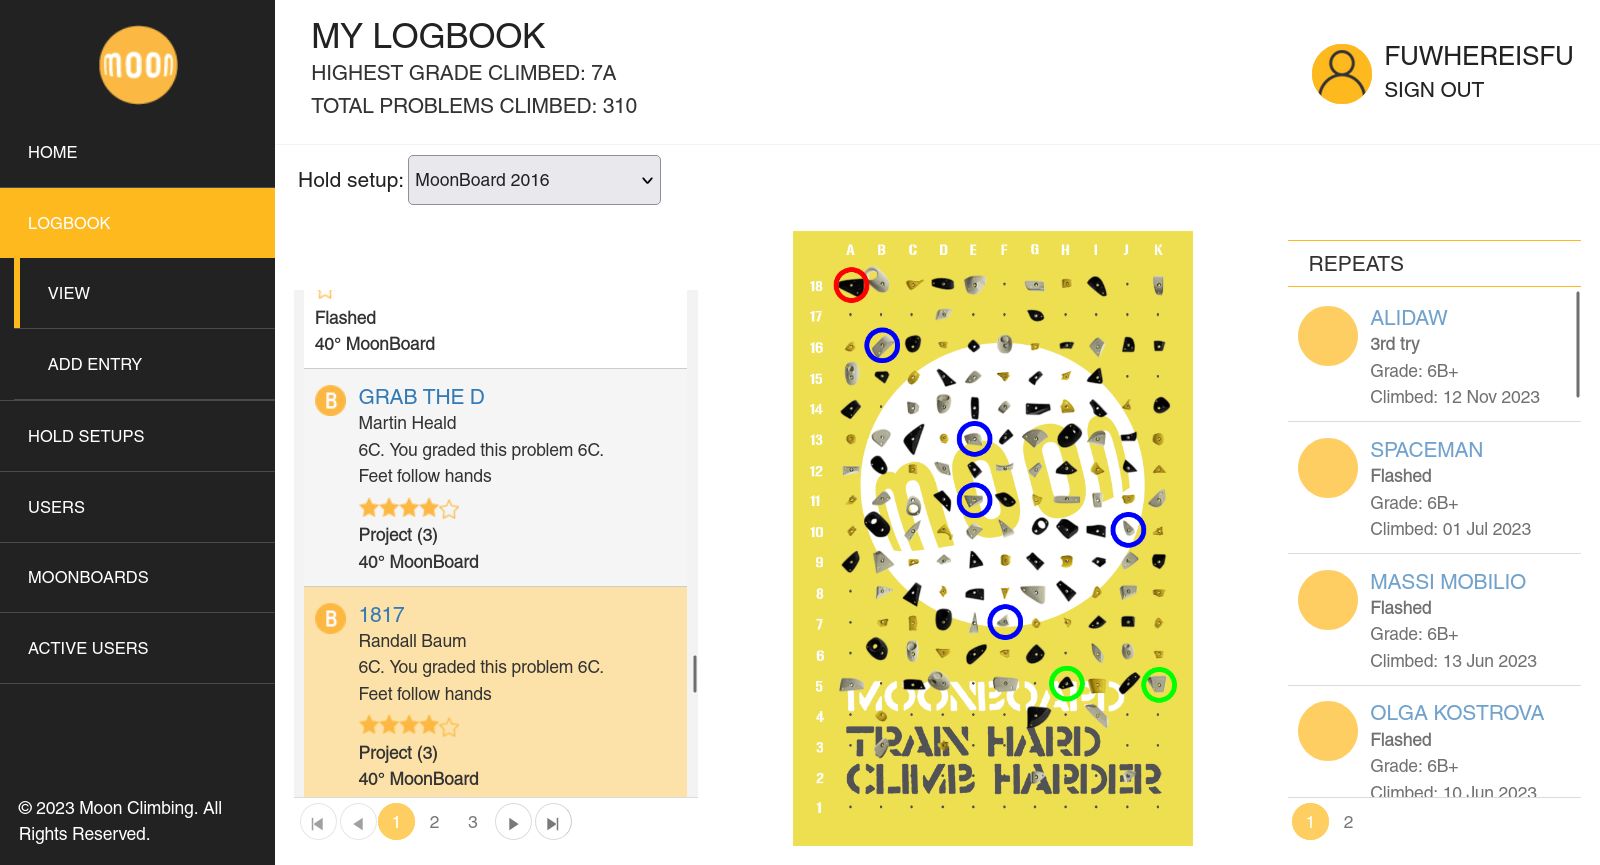 moon
HOME
LOGBOOK
VIEW
ADD ENTRY
HOLD SETUPS
USERS
MOONBOARDS
ACTIVE USERS
© 2023 Moon Climbing. All
Rights Reserved.
MY LOGBOOK
HIGHEST GRADE CLIMBED: 7A
TOTAL PROBLEMS CLIMBED: 310
FUWHEREISFU
SIGN OUT
Hold setup: MoonBoard 2016
Flashed
40° MoonBoard
B GRAB THE D
Martin Heald
6C. You graded this problem 6C.
Feet follow hands
Project (3)
40° MoonBoard
B 1817
Randall Baum
6C. You graded this problem 6C.
Feet follow hands
Project (3)
40° MoonBoard
1 2 3
A B C D E F G H I J K
18
17
16
15
14
13
12
11
10
9
8
7
6
5
4
3
2
1
moon
MOONBOARD
TRAIN HARD
CLIMB HARDER
REPEATS
ALIDAW
3rd try
Grade: 6B+
Climbed: 12 Nov 2023
SPACEMAN
Flashed
Grade: 6B+
Climbed: 01 Jul 2023
MASSI MOBILIO
Flashed
Grade: 6B+
Climbed: 13 Jun 2023
OLGA KOSTROVA
Flashed
Grade: 6B+
Climbed: 10 Jun 2023
1 2